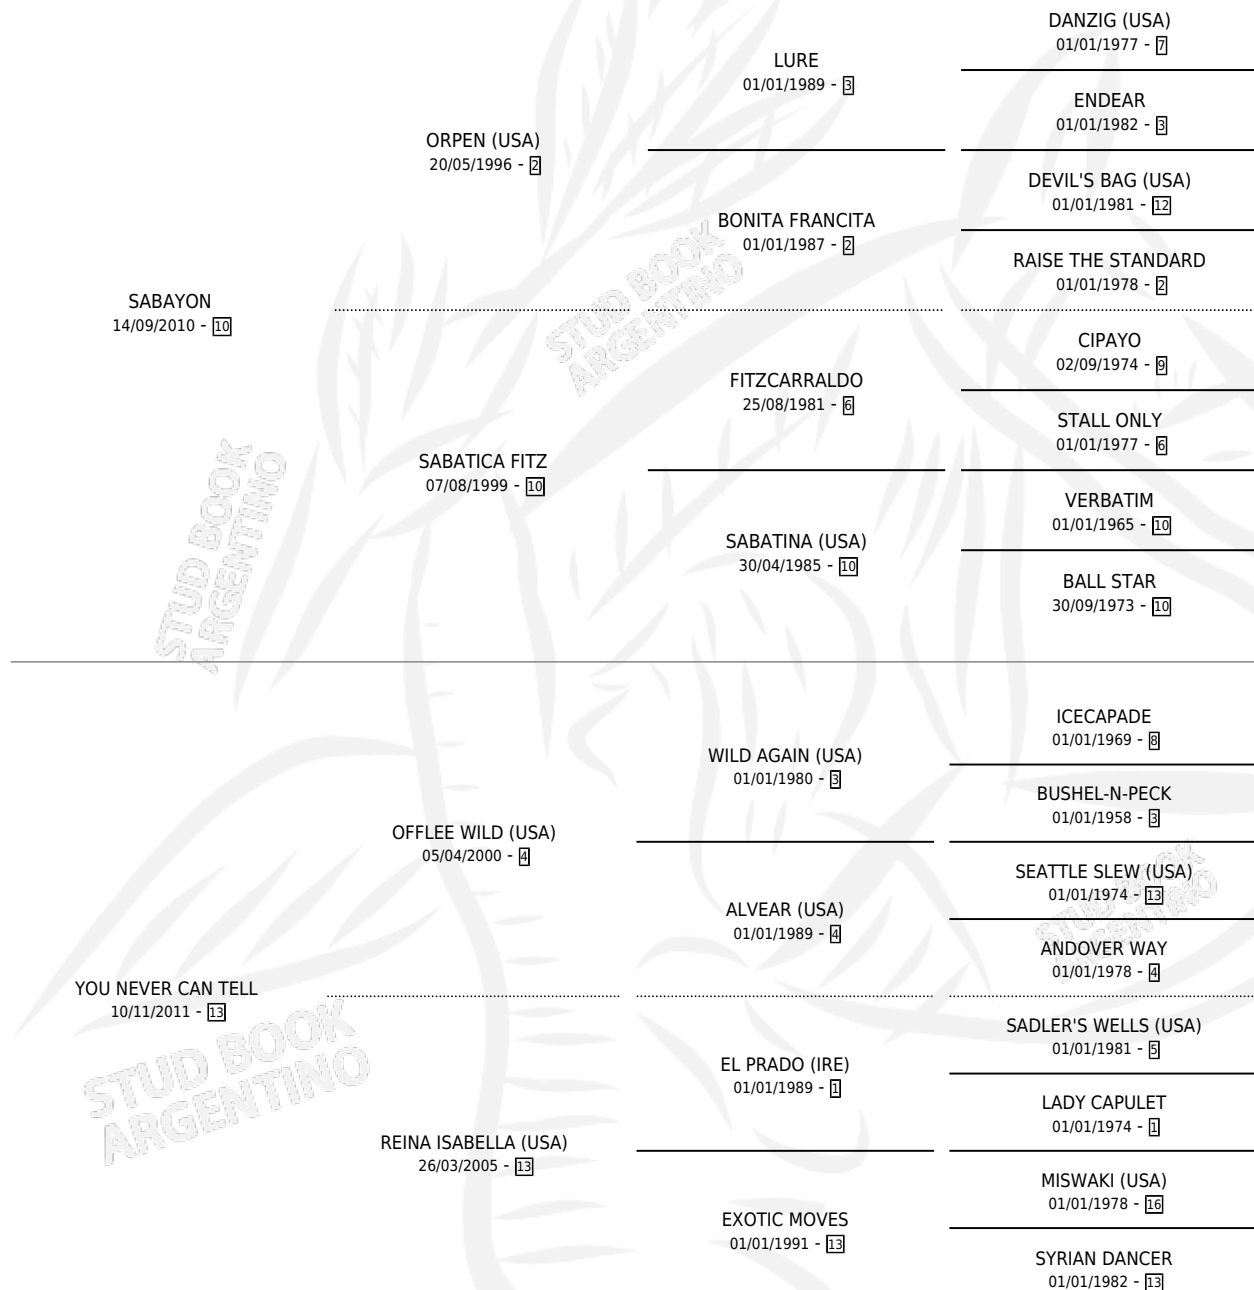 DANZIG (USA)
01/01/1977 - 7
LURE
01/01/1989 - 3
ENDEAR
01/01/1982 - 3
ORPEN (USA)
20/05/1996 - 2
DEVIL'S BAG (USA)
01/01/1981 - 12
BONITA FRANCITA
01/01/1987 - 2
RAISE THE STANDARD
01/01/1978 - 2
SABAYON
14/09/2010 - 10
CIPAYO
02/09/1974 - 9
FITZCARRALDO
25/08/1981 - 6
STALL ONLY
01/01/1977 - 6
SABATICA FITZ
07/08/1999 - 10
VERBATIM
01/01/1965 - 10
SABATINA (USA)
30/04/1985 - 10
BALL STAR
30/09/1973 - 10
ICECAPADE
01/01/1969 - 8
WILD AGAIN (USA)
01/01/1980 - 3
BUSHEL-N-PECK
01/01/1958 - 3
OFFLEE WILD (USA)
05/04/2000 - 4
SEATTLE SLEW (USA)
01/01/1974 - 13
ALVEAR (USA)
01/01/1989 - 4
ANDOVER WAY
01/01/1978 - 4
YOU NEVER CAN TELL
10/11/2011 - 13
SADLER'S WELLS (USA)
01/01/1981 - 5
EL PRADO (IRE)
01/01/1989 - 1
LADY CAPULET
01/01/1974 - 1
REINA ISABELLA (USA)
26/03/2005 - 13
MISWAKI (USA)
01/01/1978 - 16
EXOTIC MOVES
01/01/1991 - 13
SYRIAN DANCER
01/01/1982 - 13
STUD BOOK
ARGENTINO
STUD BOOK
ARGENTINO
STUD BOOK
ARGENTINO
STUD BOOK
ARGENTINO